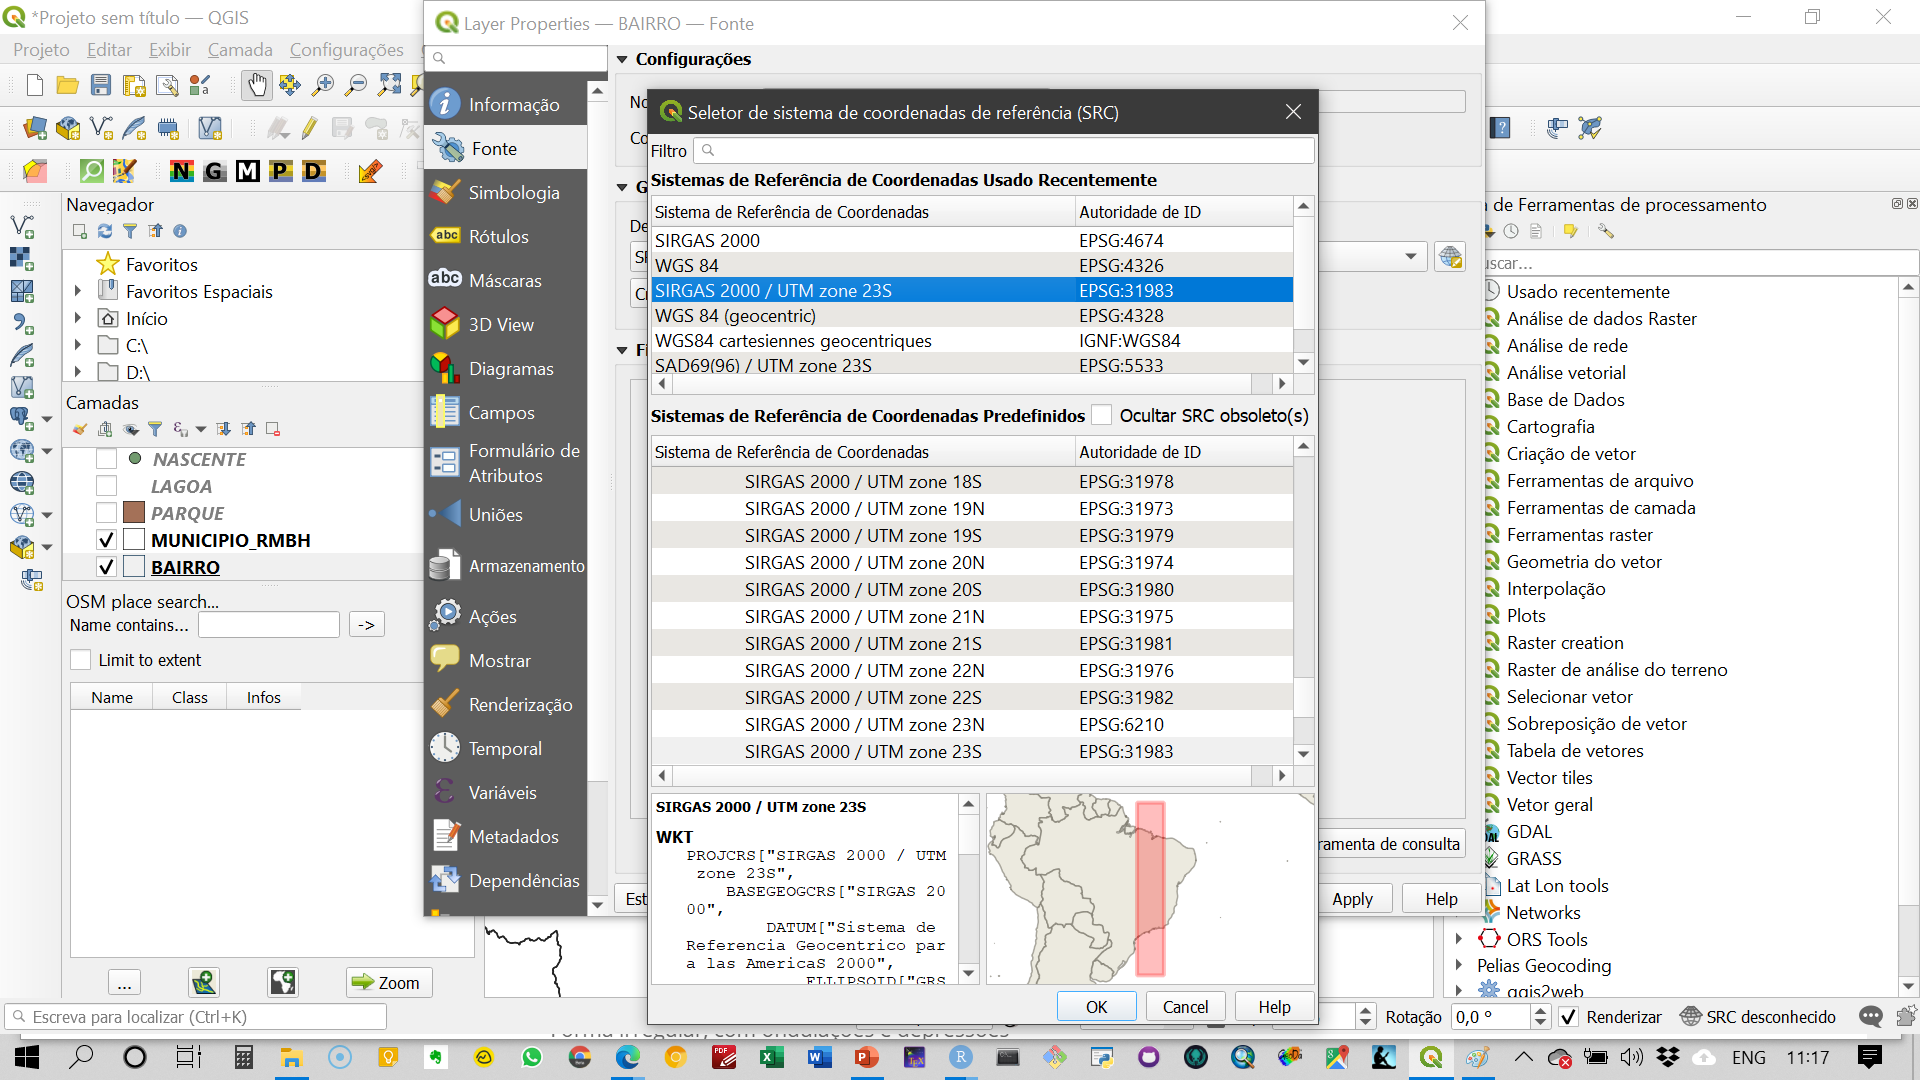 *Projeto sem título — QGIS
Projeto Editar Exibir Camada Configurações
N G M P D
Navegador
Favoritos
Favoritos Espaciais
Início
C:\
D:\
Camadas
NASCENTE
LAGOA
PARQUE
MUNICIPIO_RMBH
BAIRRO
OSM place search...
Name contains...
->
Limit to extent
Name Class Infos
...
Zoom
Escreva para localizar (Ctrl+K)
Layer Properties — BAIRRO — Fonte
Informação
Fonte
Simbologia
abc Rótulos
abc Máscaras
3D View
Diagramas
Campos
Formulário de
Atributos
Uniões
Armazenamento
Ações
Mostrar
Renderização
Temporal
Variáveis
Metadados
Dependências
Configurações
No
Co
G
De
SI
Cr
Fi
Est
ramenta de consulta
Apply Help
Seletor de sistema de coordenadas de referência (SRC)
Filtro
Sistemas de Referência de Coordenadas Usado Recentemente
Sistema de Referência de Coordenadas Autoridade de ID
SIRGAS 2000 EPSG:4674
WGS 84 EPSG:4326
SIRGAS 2000 / UTM zone 23S EPSG:31983
WGS 84 (geocentric) EPSG:4328
WGS84 cartesiennes geocentriques IGNF:WGS84
SAD69(96) / UTM zone 23S EPSG:5533
Sistemas de Referência de Coordenadas Predefinidos Ocultar SRC obsoleto(s)
Sistema de Referência de Coordenadas Autoridade de ID
SIRGAS 2000 / UTM zone 18S EPSG:31978
SIRGAS 2000 / UTM zone 19N EPSG:31973
SIRGAS 2000 / UTM zone 19S EPSG:31979
SIRGAS 2000 / UTM zone 20N EPSG:31974
SIRGAS 2000 / UTM zone 20S EPSG:31980
SIRGAS 2000 / UTM zone 21N EPSG:31975
SIRGAS 2000 / UTM zone 21S EPSG:31981
SIRGAS 2000 / UTM zone 22N EPSG:31976
SIRGAS 2000 / UTM zone 22S EPSG:31982
SIRGAS 2000 / UTM zone 23N EPSG:6210
SIRGAS 2000 / UTM zone 23S EPSG:31983
SIRGAS 2000 / UTM zone 23S
WKT
PROJCRS["SIRGAS 2000 / UTM
zone 23S",
BASEGEOGCRS["SIRGAS 20
00",
DATUM["Sistema de
Referencia Geocentrico par
a las AmericaS 2000",
ELLIPSOID["GRS
OK Cancel Help
de Ferramentas de processamento
uscar...
Usado recentemente
Análise de dados Raster
Análise de rede
Análise vetorial
Base de Dados
Cartografia
Criação de vetor
Ferramentas de arquivo
Ferramentas de camada
Ferramentas raster
Geometria do vetor
Interpolação
Plots
Raster creation
Raster de análise do terreno
Selecionar vetor
Sobreposição de vetor
Tabela de vetores
Vector tiles
Vetor geral
GDAL
GRASS
Lat Lon tools
Networks
ORS Tools
Pelias Geocoding
qgis2web
Rotação 0,0 ° Renderizar SRC desconhecido
ENG 11:17